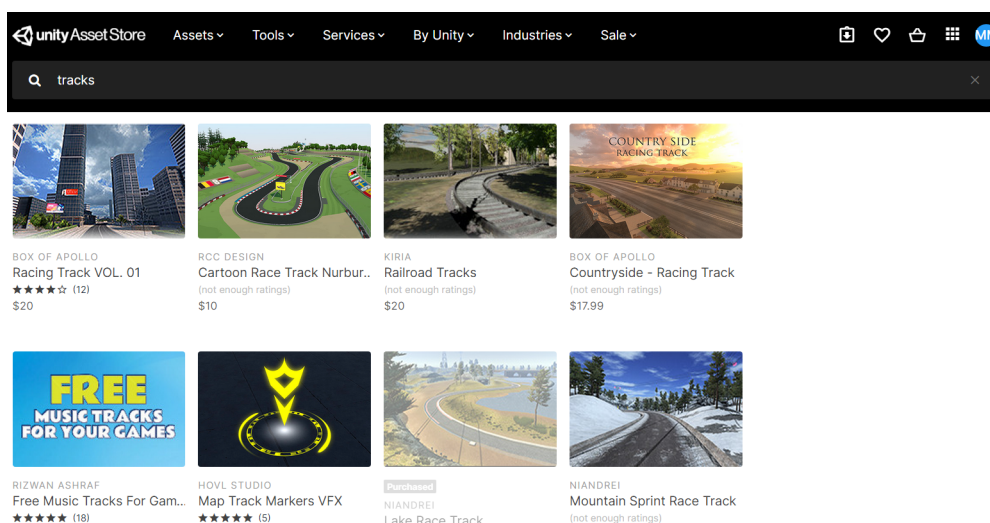 unity Asset Store Assets Tools Services By Unity Industries Sale MM
tracks
COUNTRY SIDE
RACING TRACK
BOX OF APOLLO
Racing Track VOL. 01
(12)
$20
RCC DESIGN
Cartoon Race Track Nurbur..
(not enough ratings)
$10
KIRIA
Railroad Tracks
(not enough ratings)
$20
BOX OF APOLLO
Countryside - Racing Track
(not enough ratings)
$17.99
FREE
MUSIC TRACKS
FOR YOUR GAMES
RIZWAN ASHRAF
Free Music Tracks For Gam...
(18)
HOVL STUDIO
Map Track Markers VFX
(5)
Purchased
NIANDREI
Lake Race Track
NIANDREI
Mountain Sprint Race Track
(not enough ratings)